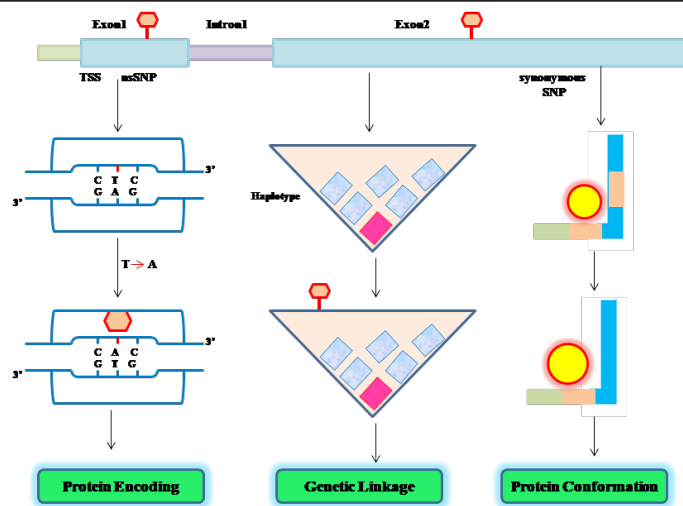 Exon1
Intron1
Exon2
TSS
nsSNP
synonymous
SNP
3’
C T C
G A G
3’
Haplotype
T→A
3’
C A C
G T G
3’
Protein Encoding
Genetic Linkage
Protein Conformation